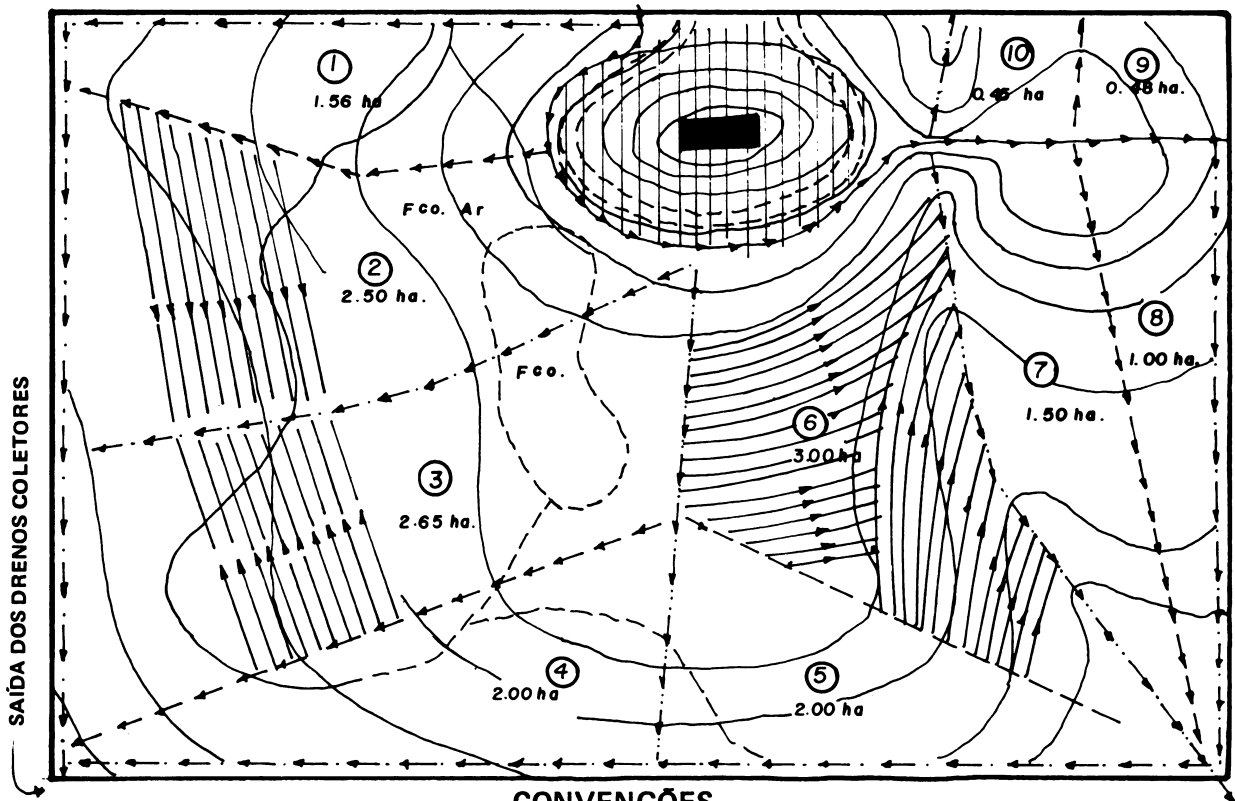 1
1.56 ha
10
0.45 ha
9
0.48 ha.
Fco. Ar
2
2.50 ha.
8
1.00 ha.
7
1.50 ha.
Fco.
6
3.00 ha
3
2.65 ha.
4
2.00 ha
5
2.00 ha
SAÍDA DOS DRENOS COLETORES
CONVENÇÕES